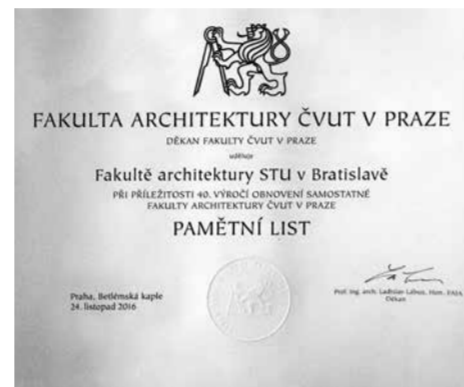 FAKULTA ARCHITEKTURY ČVUT V PRAZE
DĚKAN FAKULTY ČVUT V PRAZE
uděluje
Fakultě architektury STU v Bratislavě
PŘI PŘÍLEŽITOSTI 40. VÝROČÍ OBNOVENÍ SAMOSTATNÉ
FAKULTY ARCHITEKTURY ČVUT V PRAZE
PAMĚTNÍ LIST
Praha, Betlémská kaple
24. listopad 2016
Prof. Ing. arch. Ladislav Lábus, Hon. FAIA
Děkan